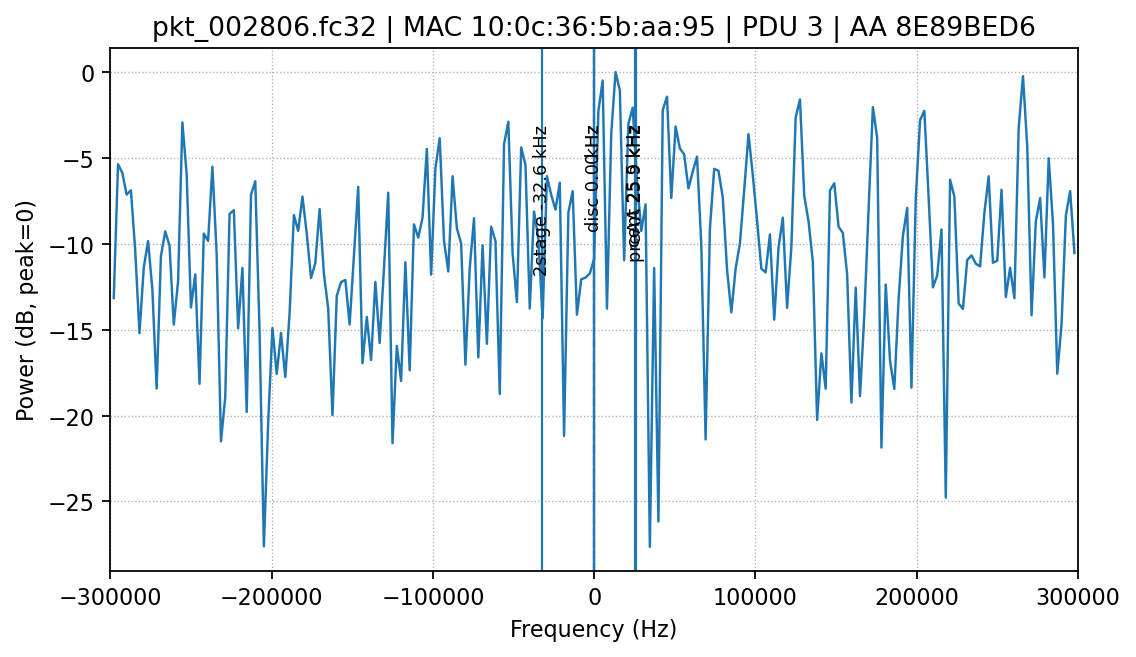 pkt_002806.fc32 | MAC 10:0c:36:5b:aa:95 | PDU 3 | AA 8E89BED6
Power (dB, peak=0)
0
−5
−10
−15
−20
−25
2stage -32.6 kHz
disc 0.00kHz
25.9 kHz
−300000
−200000
−100000
0
100000
200000
300000
Frequency (Hz)